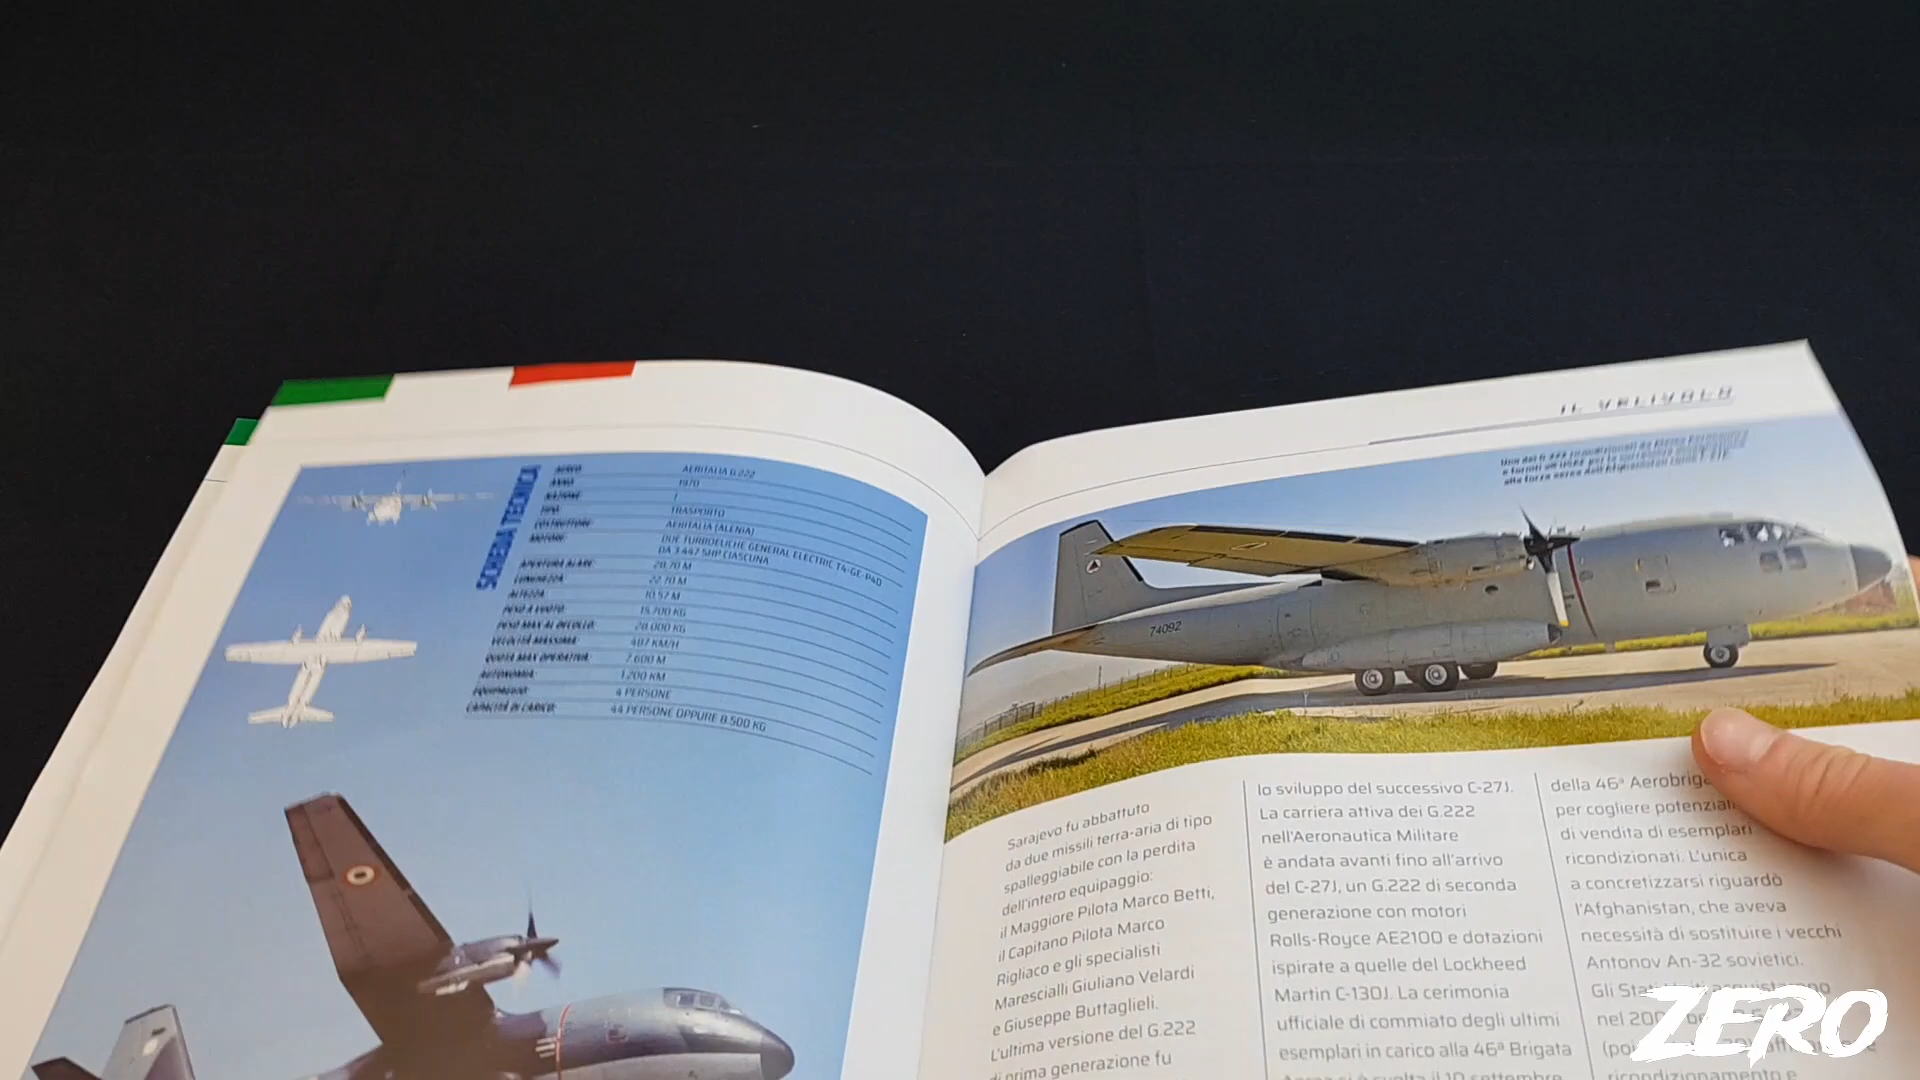 SCHEMA TECNICA
AEREO: AERITALIA G.222
ANNO: 1970
NAZIONE: I
TIPO: TRASPORTO
COSTRUTTORE: AERITALIA (ALENIA)
MOTORE: DUE TURBOELICHE GENERAL ELECTRIC T4-GE-P4D
DA 3.447 SHP CIASCUNA
APERTURA ALARE: 28,70 M
LUNGHEZZA: 22,70 M
ALTEZZA: 10,57 M
PESO A VUOTO: 15.700 KG
PESO MAX AL DECOLLO: 28.000 KG
VELOCITÀ MASSIMA: 487 KM/H
QUOTA MAX OPERATIVA: 7.600 M
AUTONOMIA: 1.200 KM
EQUIPAGGIO: 4 PERSONE
CAPACITÀ DI CARICO: 44 PERSONE OPPURE 8.500 KG
IL VELIVOLO
74092
Sarajevo fu abbattuto
da due missili terra-aria di tipo
spalleggiabile con la perdita
dell'intero equipaggio:
il Maggiore Pilota Marco Betti,
il Capitano Pilota Marco
Rigliaco e gli specialisti
Marescialli Giuliano Velardi
e Giuseppe Buttaglieli.
L'ultima versione del G.222
di prima generazione fu
lo sviluppo del successivo C-27J.
La carriera attiva dei G.222
nell'Aeronautica Militare
è andata avanti fino all'arrivo
del C-27J, un G.222 di seconda
generazione con motori
Rolls-Royce AE2100 e dotazioni
ispirate a quelle del Lockheed
Martin C-130J. La cerimonia
ufficiale di commiato degli ultimi
esemplari in carico alla 46ª Brigata
Aerea si è svolta il 10 settembre
della 46ª
per cogliere
di vendita di esemplari
ricondizionati. L'unica
a concretizzarsi riguardò
l'Afghanistan, che aveva
necessità di sostituire i vecchi
Antonov An-32 sovietici.
Gli
nel
ricondizionamento e
ZERO